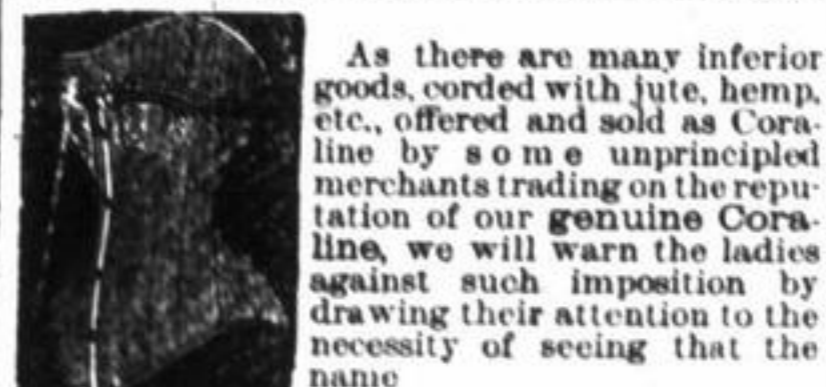 As there are many inferior
goods, corded with jute, hemp,
etc., offered and sold as Cora-
line by some unprincipled
merchants trading on the repu-
tation of our genuine Cora-
line, we will warn the ladies
against such imposition by
drawing their attention to the
necessity of seeing that the
name